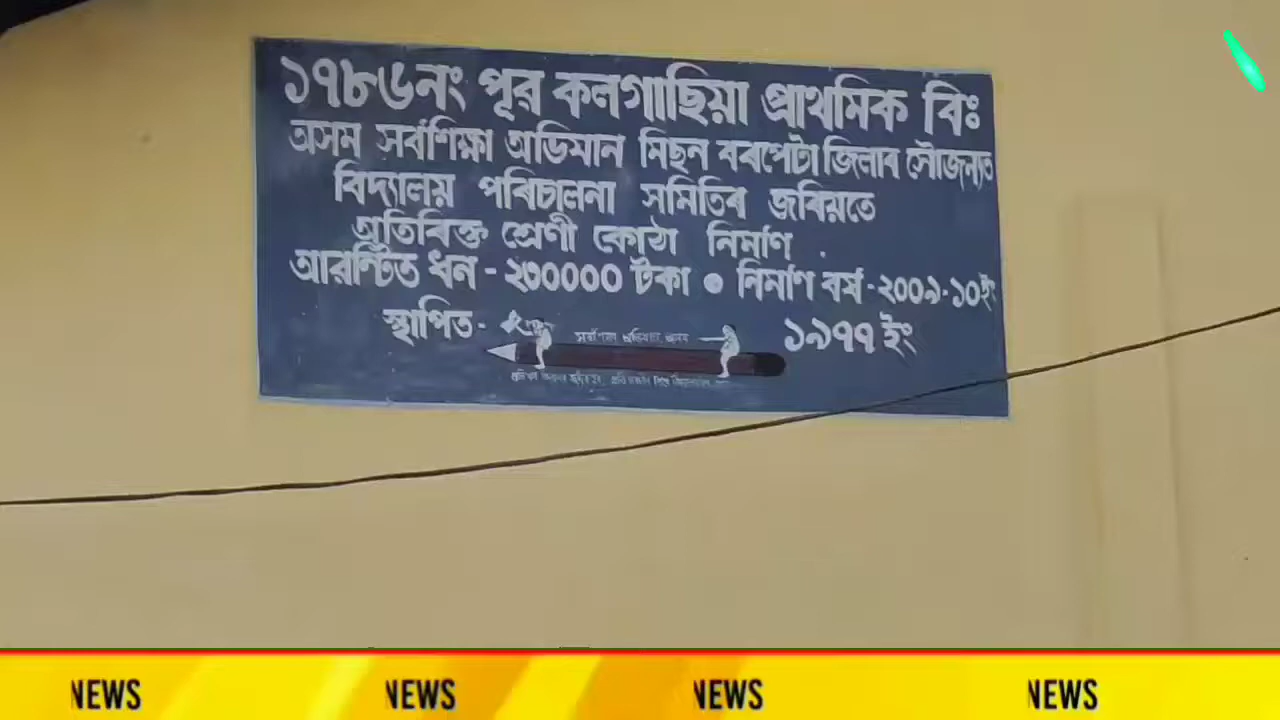 ১৭৮৬নং পূৱ কলগাছিয়া প্ৰাথমিক বিঃ
অসম সৰ্বশিক্ষা অভিযান মিছন বৰপেটা জিলাৰ সৌজন্যত
বিদ্যালয় পৰিচালনা সমিতিৰ জৰিয়তে
অতিৰিক্ত শ্ৰেণী কোঠা নিৰ্মাণ
আৱন্টিত ধন - ২৩০০০০ টকা ● নিৰ্মাণ বৰ্ষ - ২০০৯-১০ইং
স্থাপিত - ১৯৭৭ ইং
NEWS NEWS NEWS NEWS